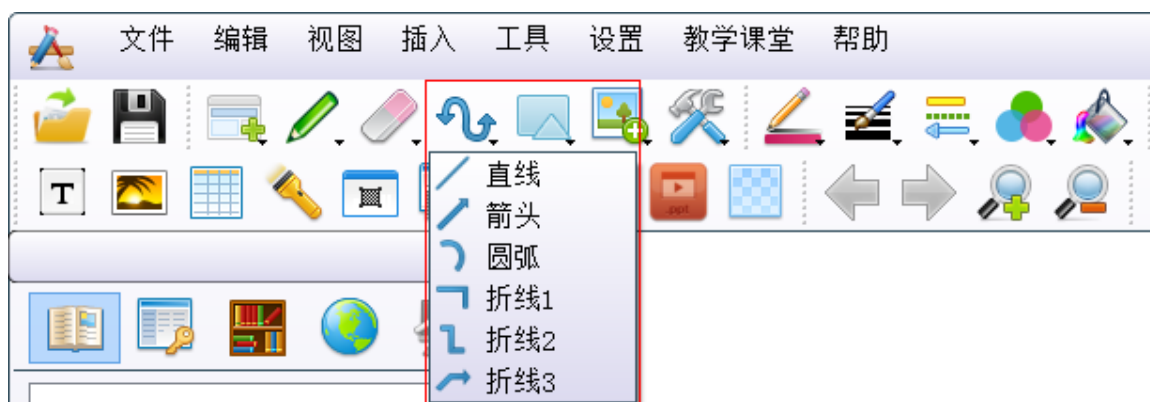 文件 编辑 视图 插入 工具 设置 教学课堂 帮助
T
.ppt
直线
箭头
圆弧
折线1
折线2
折线3